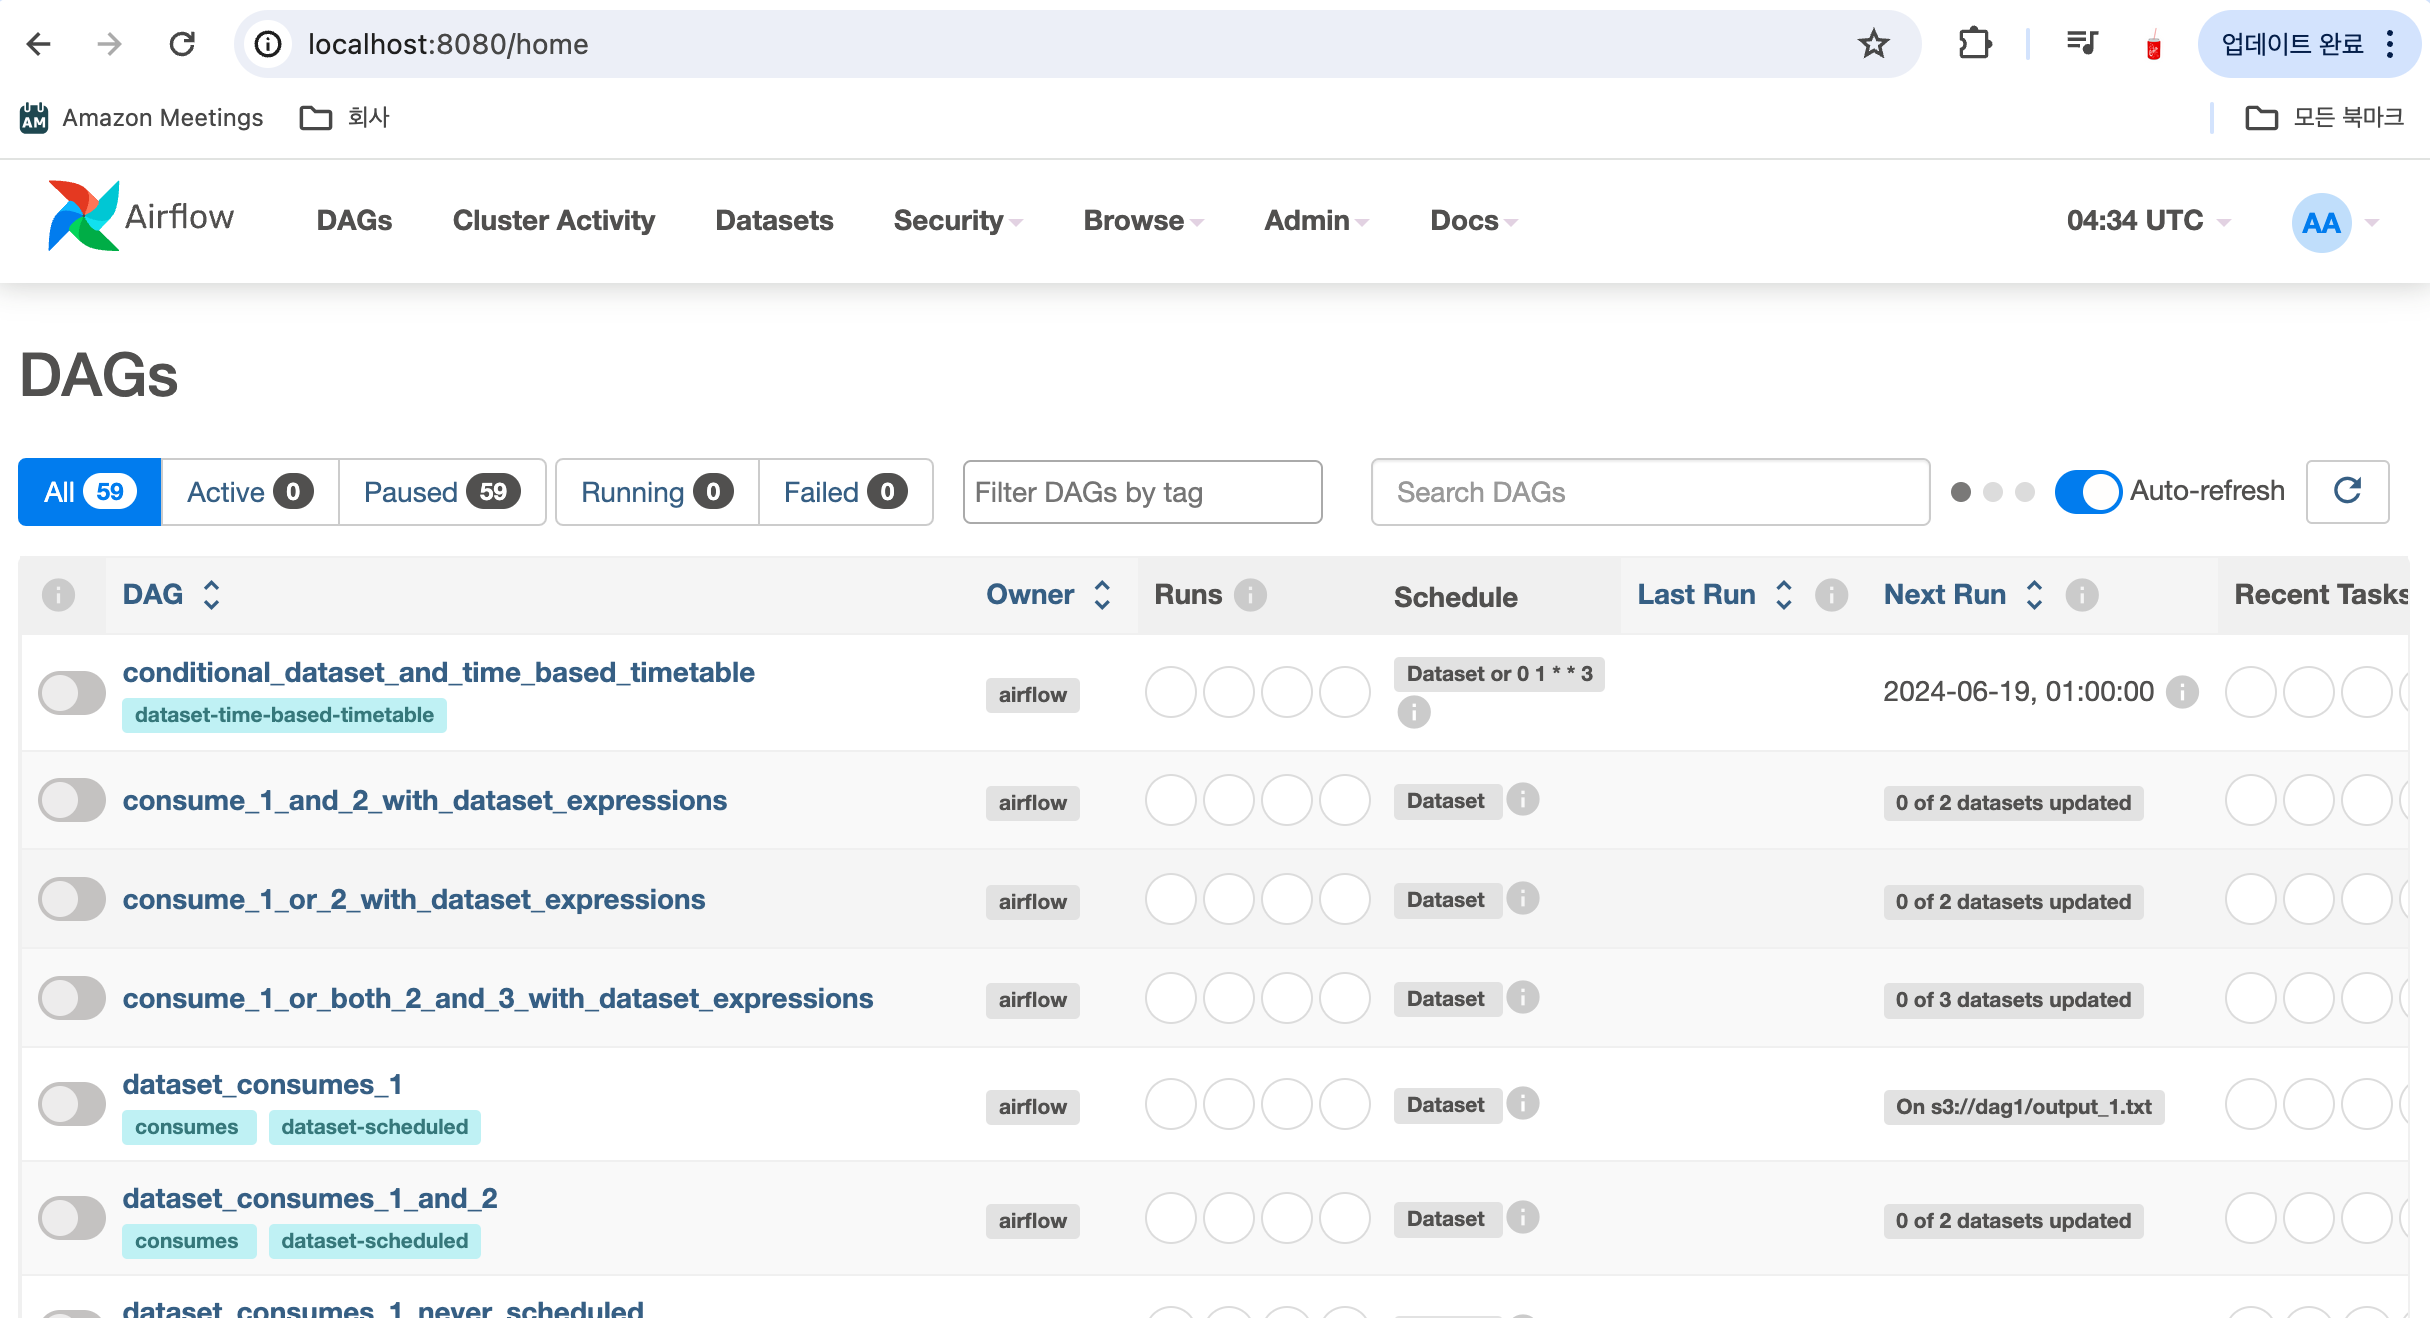 localhost:8080/home
업데이트 완료
AM Amazon Meetings
회사
모든 북마크
Airflow
DAGs
Cluster Activity
Datasets
Security
Browse
Admin
Docs
04:34 UTC
AA
DAGs
All 59
Active 0
Paused 59
Running 0
Failed 0
Filter DAGs by tag
Search DAGs
Auto-refresh
DAG
Owner
Runs
Schedule
Last Run
Next Run
Recent Tasks
conditional_dataset_and_time_based_timetable
dataset-time-based-timetable
airflow
Dataset or 0 1 * * 3
2024-06-19, 01:00:00
consume_1_and_2_with_dataset_expressions
airflow
Dataset
0 of 2 datasets updated
consume_1_or_2_with_dataset_expressions
airflow
Dataset
0 of 2 datasets updated
consume_1_or_both_2_and_3_with_dataset_expressions
airflow
Dataset
0 of 3 datasets updated
dataset_consumes_1
consumes dataset-scheduled
airflow
Dataset
On s3://dag1/output_1.txt
dataset_consumes_1_and_2
consumes dataset-scheduled
airflow
Dataset
0 of 2 datasets updated
dataset_consumes_1_never_scheduled